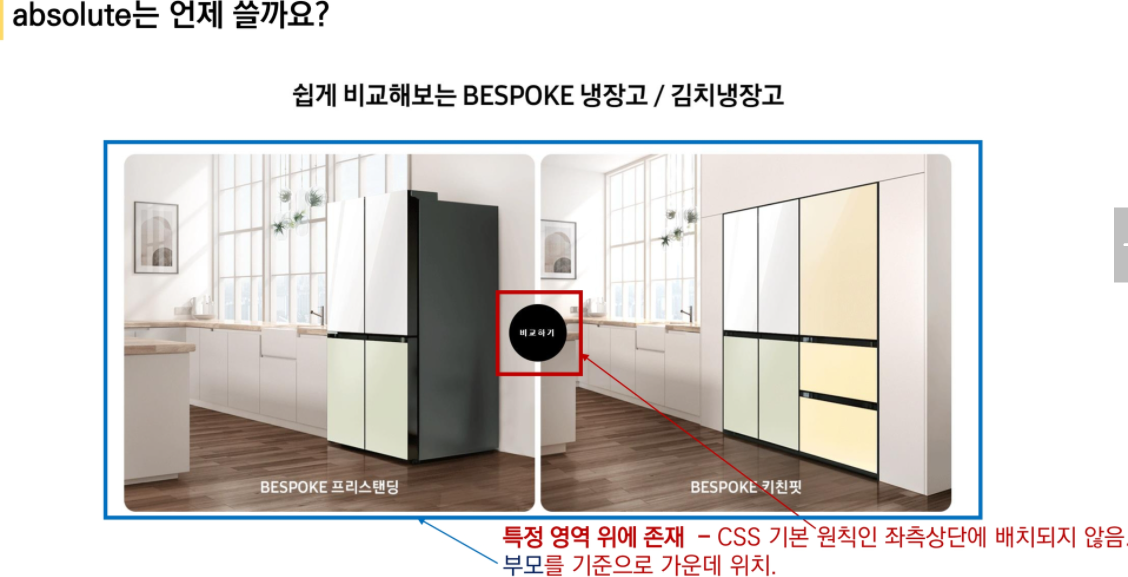 absolute는 언제 쓸까요?
쉽게 비교해보는 BESPOKE 냉장고 / 김치냉장고
비교하기
BESPOKE 프리스탠딩
BESPOKE 키친핏
특정 영역 위에 존재 – CSS 기본 원칙인 좌측상단에 배치되지 않음.
부모를 기준으로 가운데 위치.